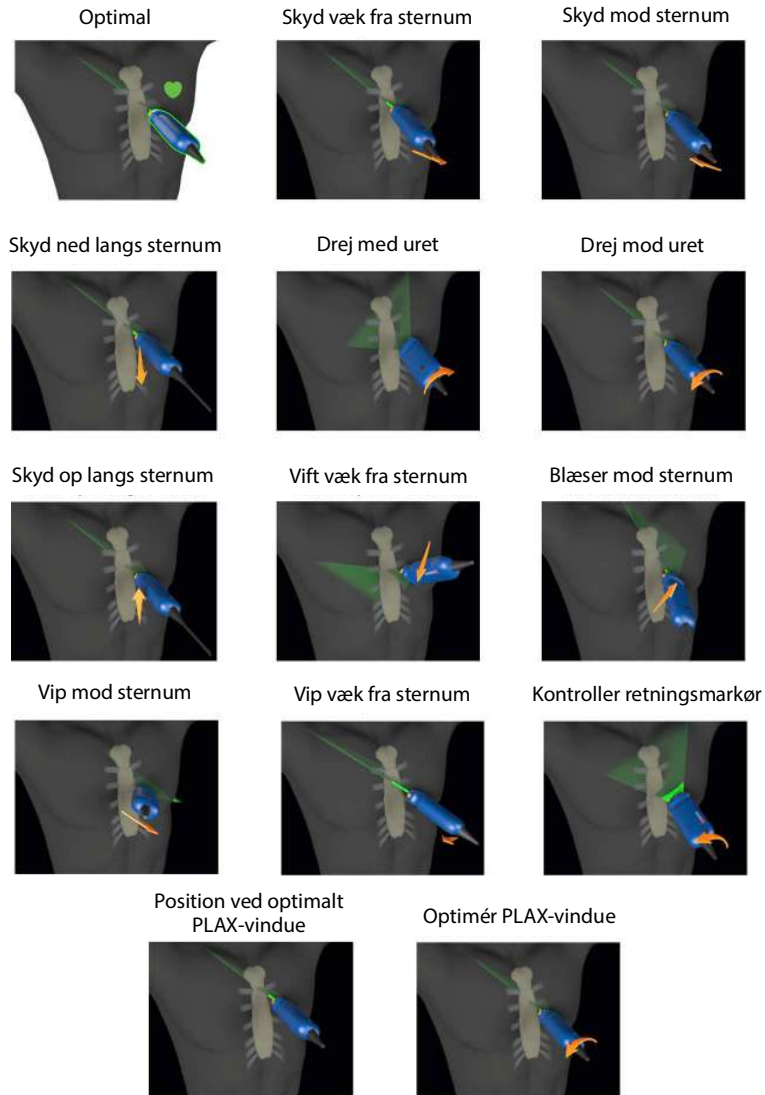 Optimal
Skyd væk fra sternum
Skyd mod sternum
Skyd ned langs sternum
Drej med uret
Drej mod uret
Skyd op langs sternum
Vift væk fra sternum
Blæser mod sternum
Vip mod sternum
Vip væk fra sternum
Kontroller retningsmarkør
Position ved optimalt
PLAX-vindue
Optimér PLAX-vindue